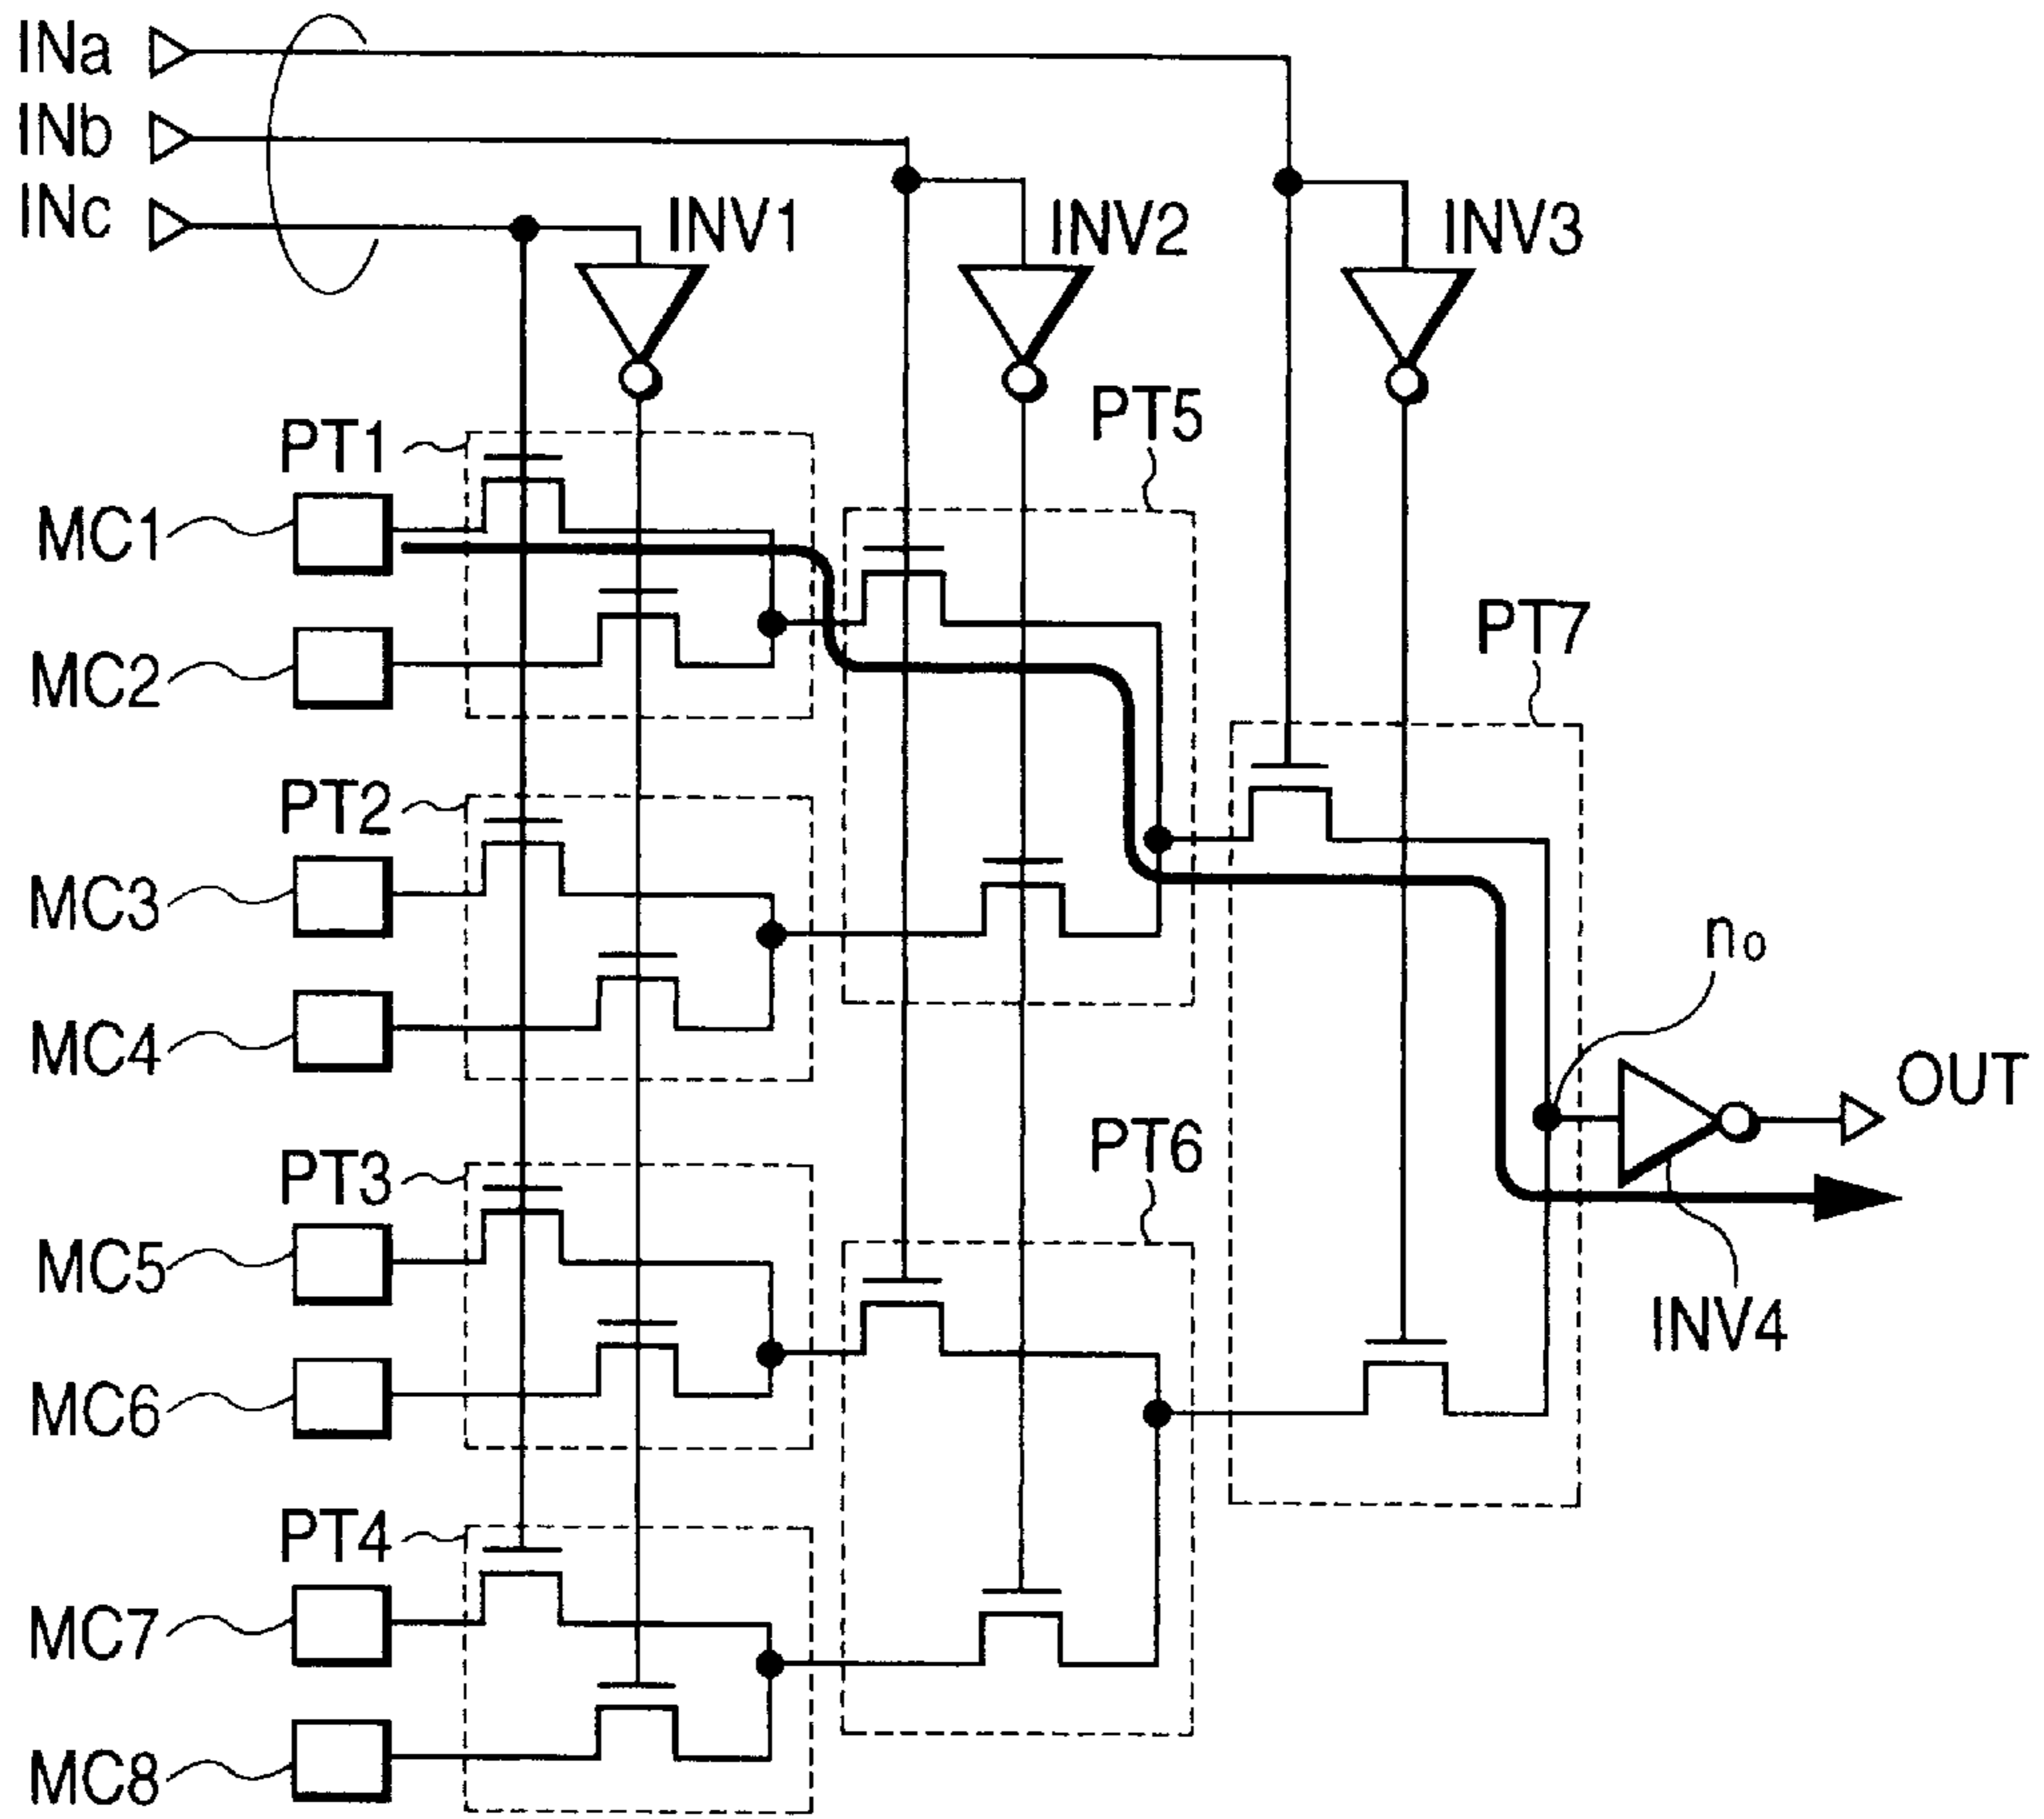 INa
INb
INc
INV1
INV2
INV3
PT1
PT5
MC1
PT7
MC2
PT2
MC3
n₀
MC4
OUT
PT6
PT3
MC5
INV4
MC6
PT4
MC7
MC8